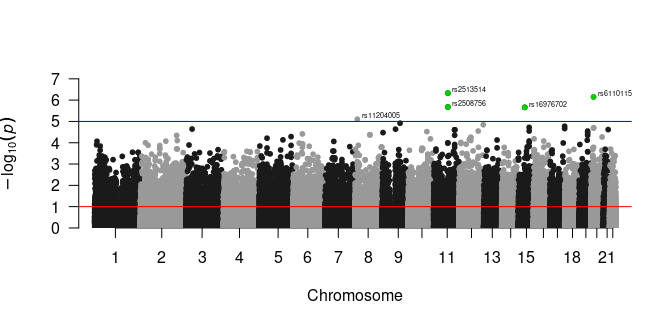 7
6
5
4
3
2
1
0
−log10(p)
rs2513514
rs2508756
rs16976702
rs6110115
rs11204005
1 2 3 4 5 6 7 8 9 11 13 15 18 21
Chromosome